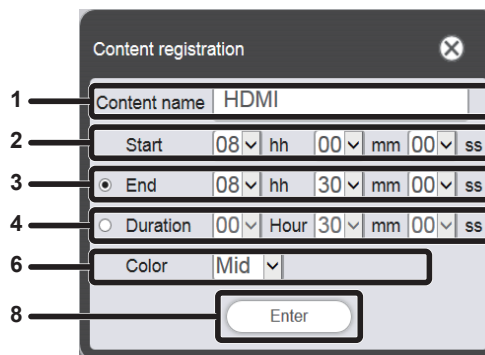 Content registration
1 Content name HDMI
2 Start 08 hh 00 mm 00 ss
3 End 08 hh 30 mm 00 ss
4 Duration 00 Hour 30 mm 00 ss
6 Color Mid
8 Enter